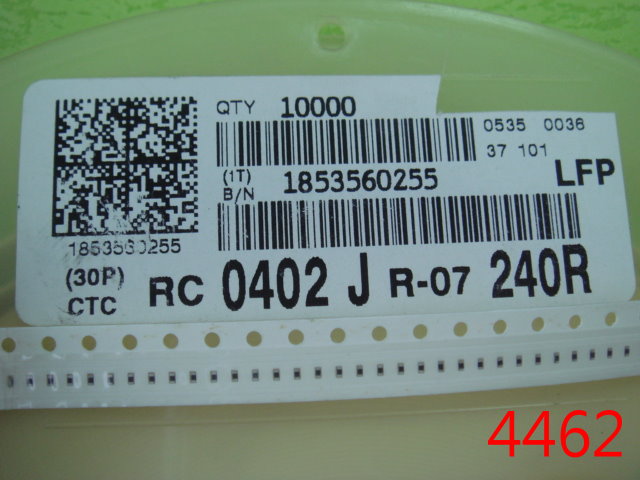 QTY 10000
0535 0036
37 101
(1T)
B/N 1853560255
LFP
1853560255
(30P)
CTC
RC 0402 J R-07 240R
4462